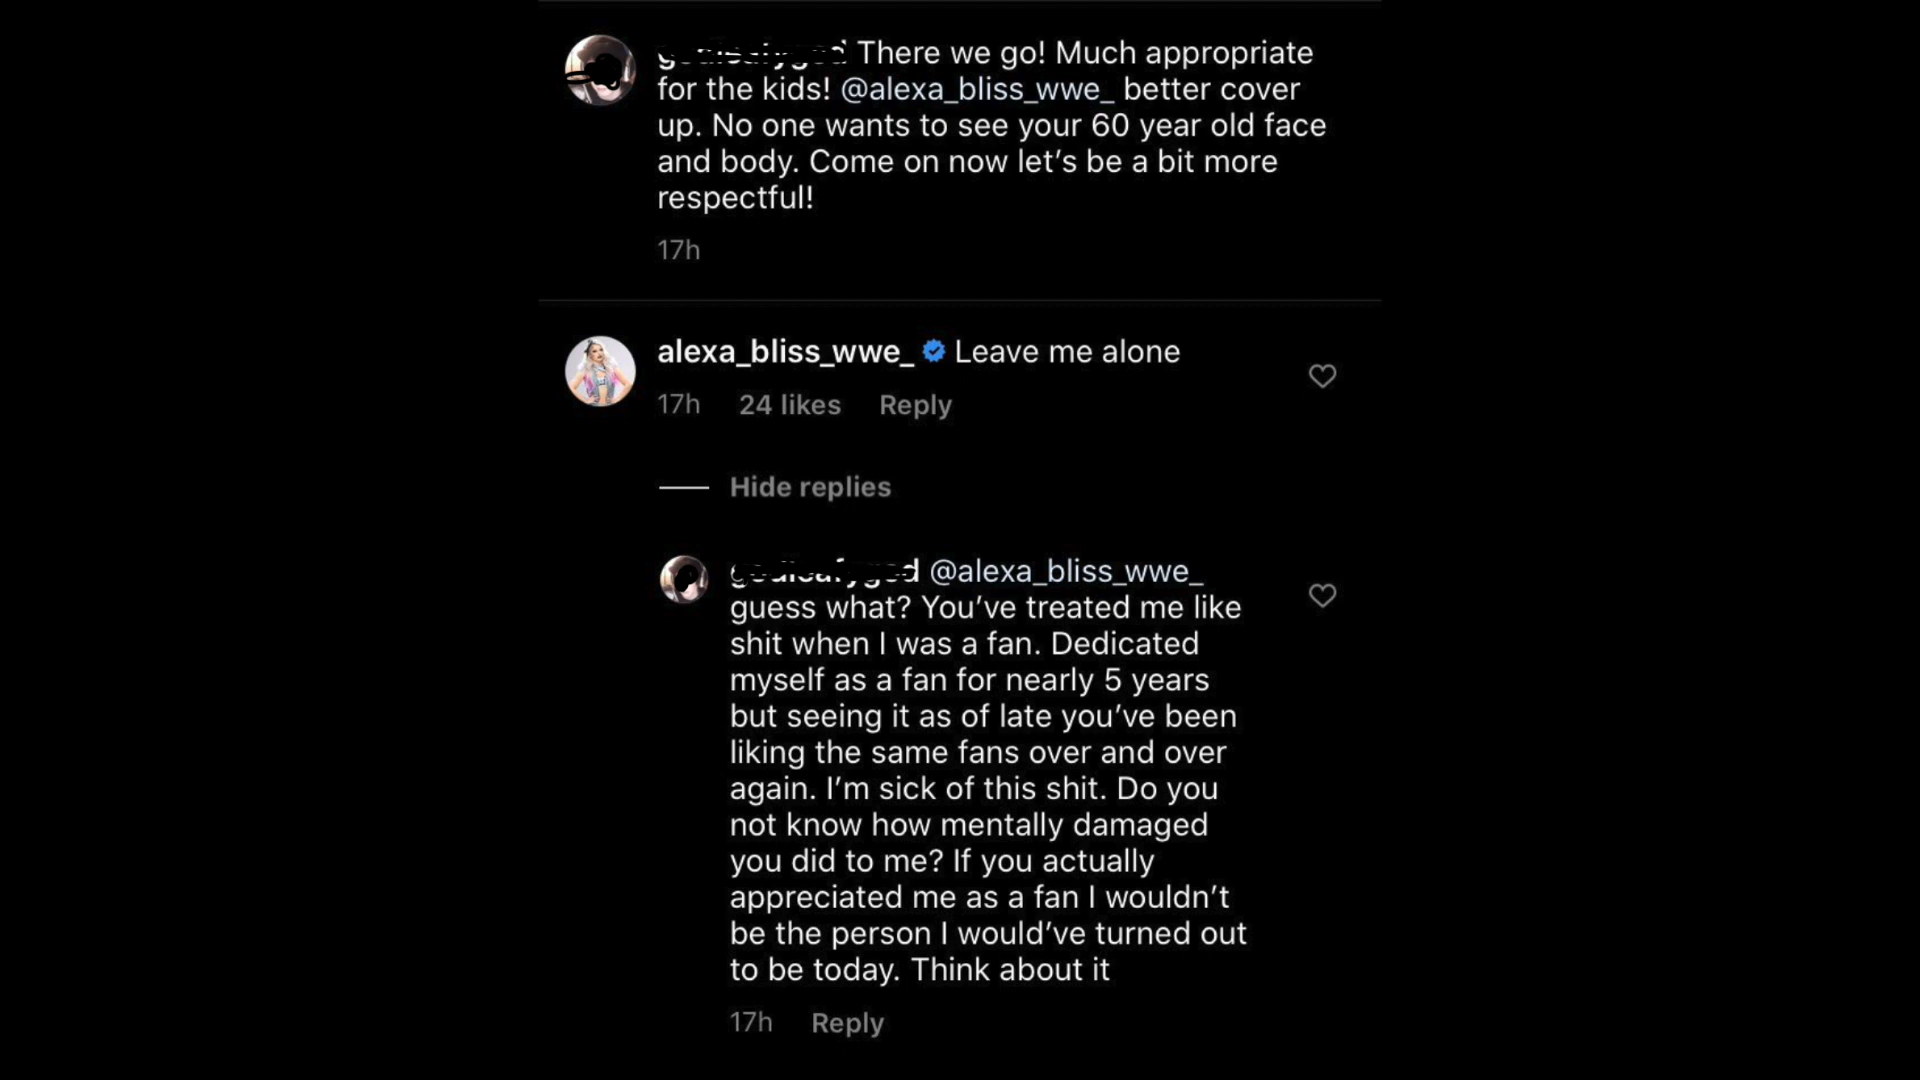 There we go! Much appropriate
for the kids! @alexa_bliss_wwe_ better cover
up. No one wants to see your 60 year old face
and body. Come on now let's be a bit more
respectful!
17h
alexa_bliss_wwe_ Leave me alone
17h 24 likes Reply
Hide replies
@alexa_bliss_wwe_
guess what? You've treated me like
shit when I was a fan. Dedicated
myself as a fan for nearly 5 years
but seeing it as of late you've been
liking the same fans over and over
again. I'm sick of this shit. Do you
not know how mentally damaged
you did to me? If you actually
appreciated me as a fan I wouldn't
be the person I would've turned out
to be today. Think about it
17h Reply